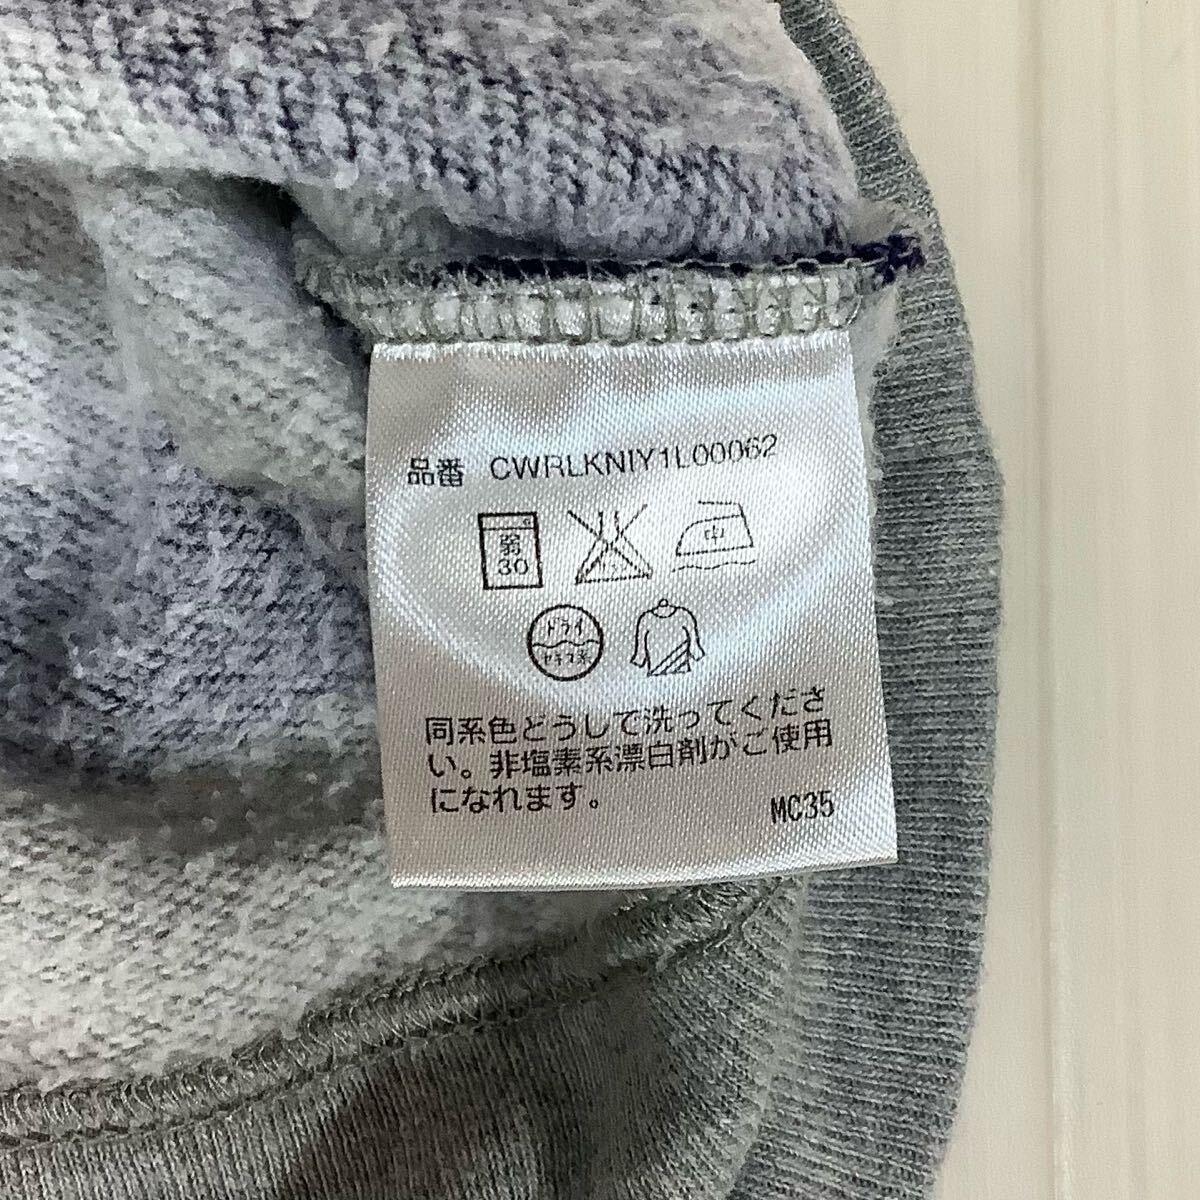 品番 CWRLKNIY1L00062
弱
30
中
ドライ
セキユ系
同系色どうしで洗ってくださ
い。非塩素系漂白剤がご使用
になれます。
MC35